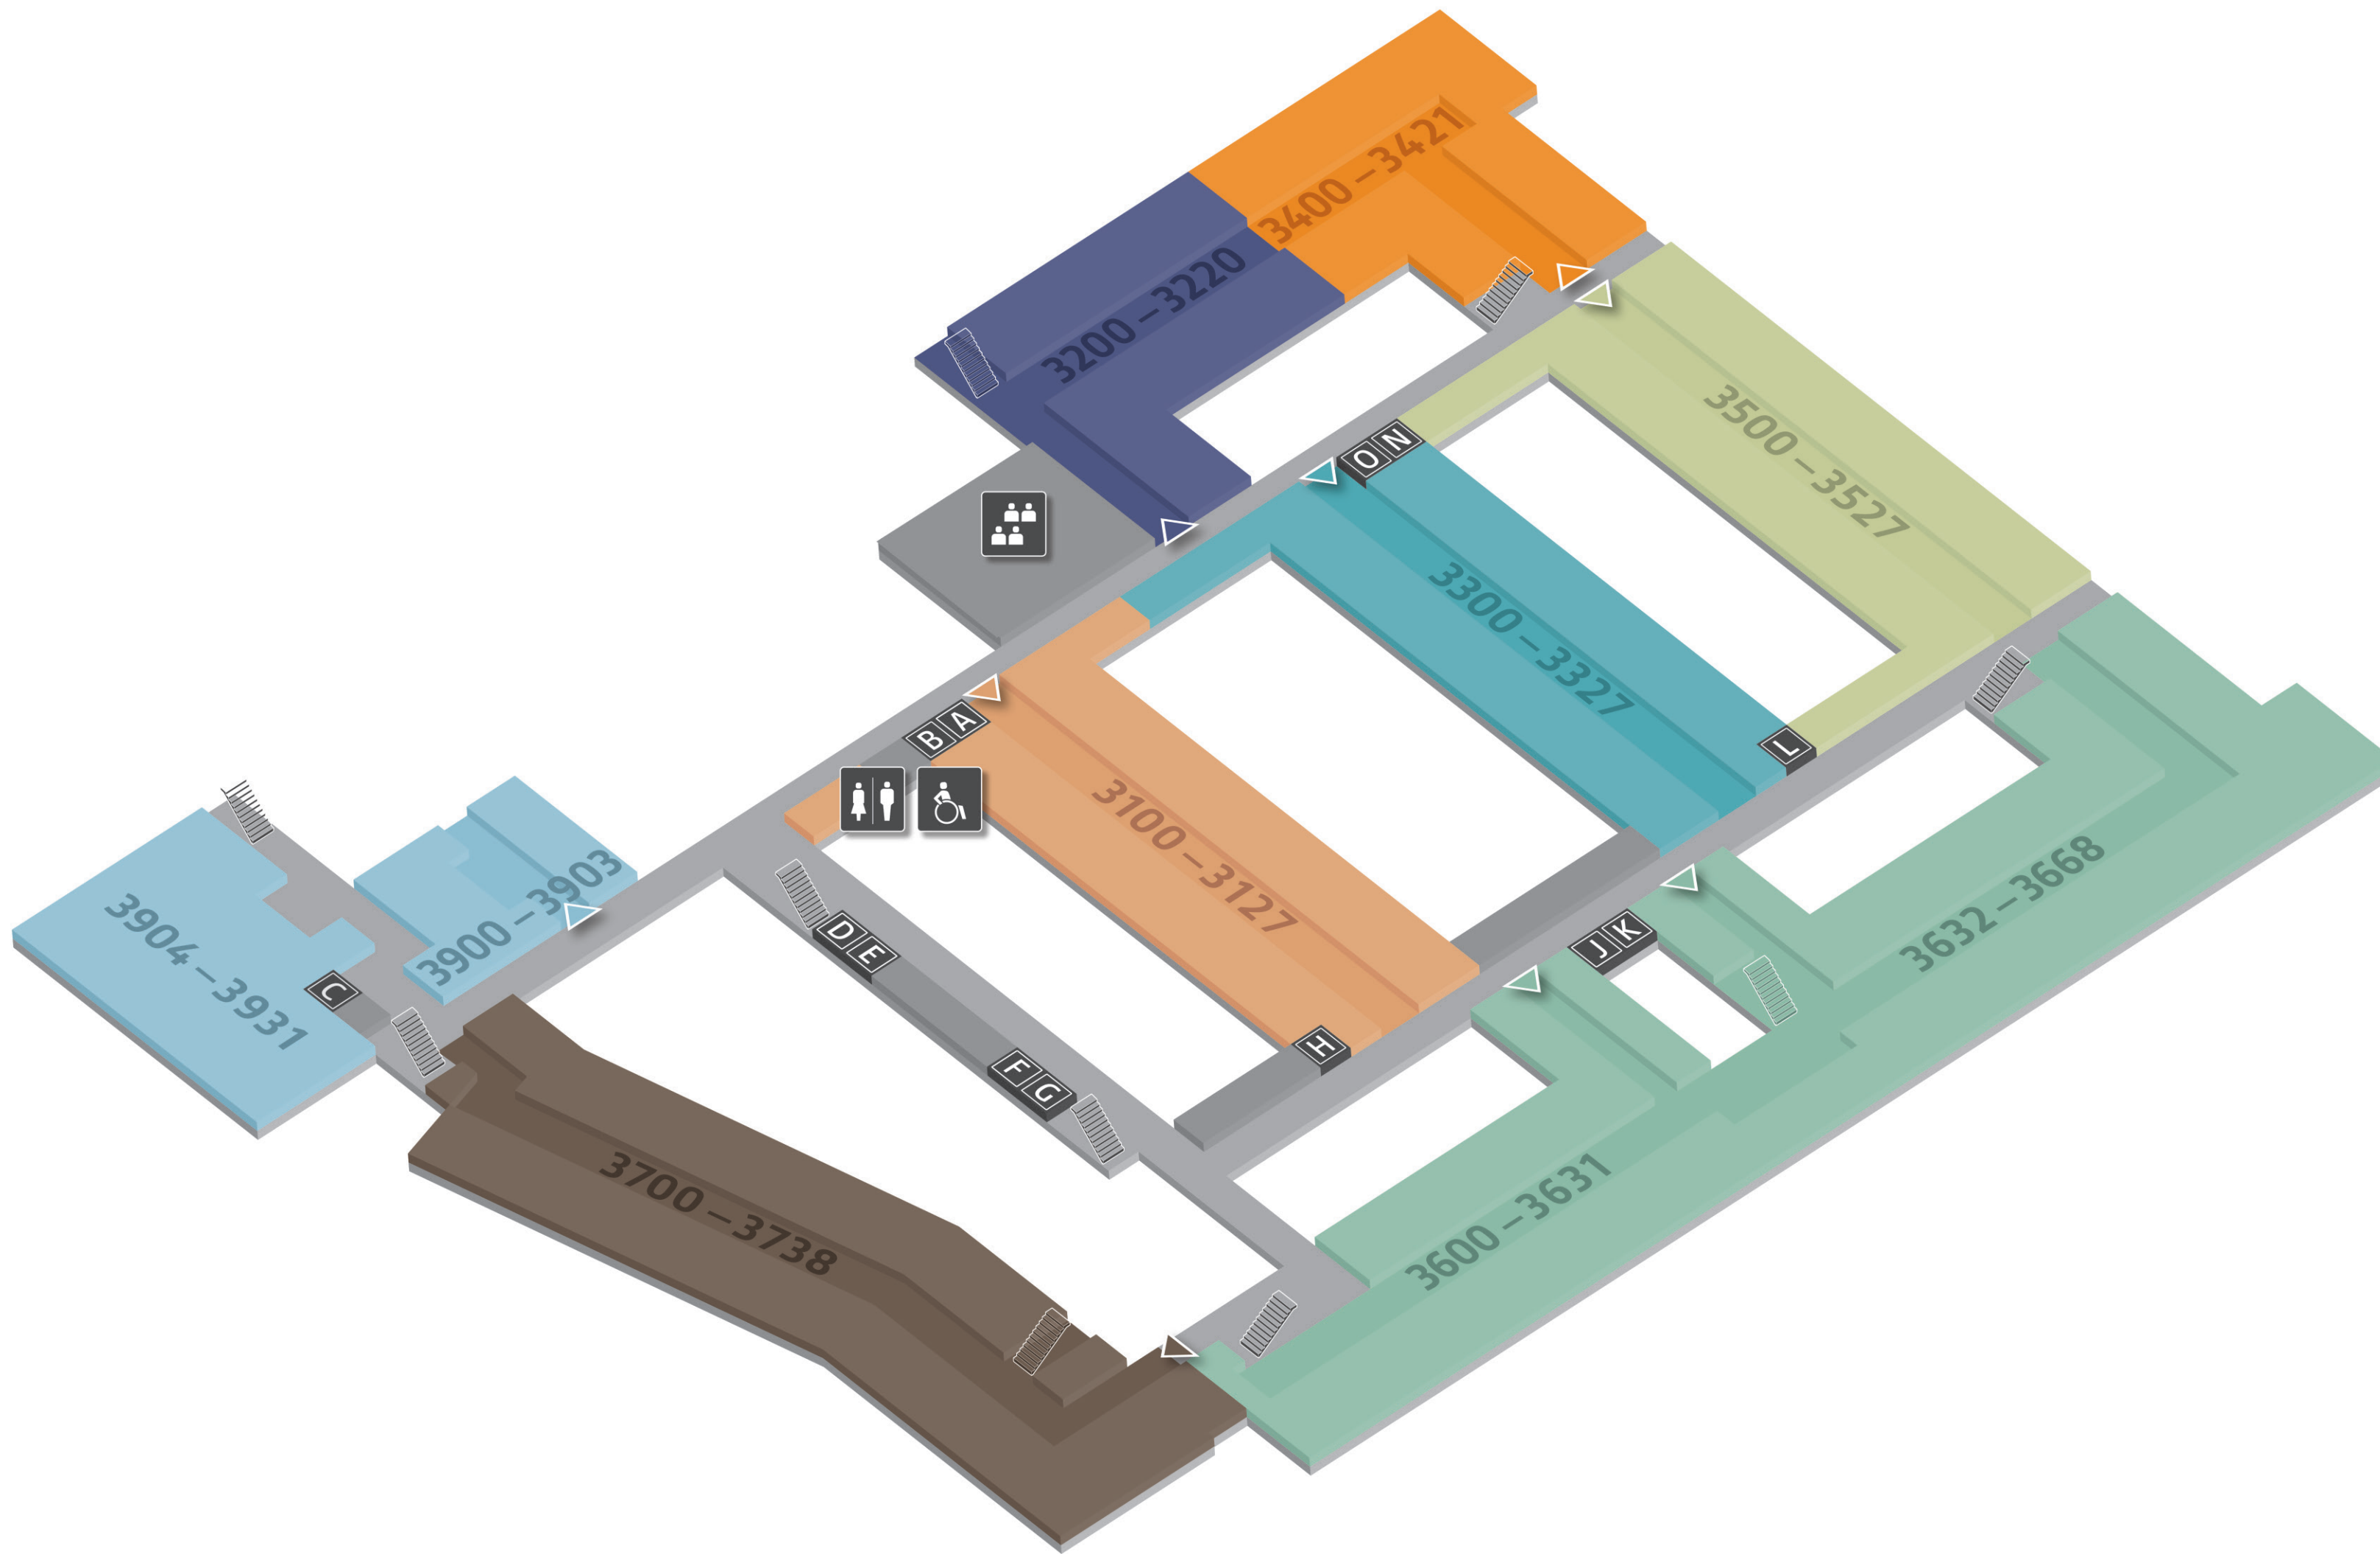 3400 – 3421
3200 – 3220
3500 – 3527
O N
3300 – 3327
B A
L
3100 – 3127
3900 – 3903
3904 – 3931
C
D E
J K
3632 – 3668
F G
H
3700 – 3738
3600 – 3631